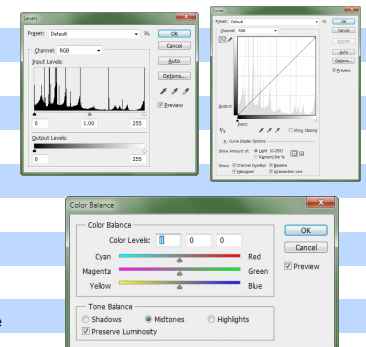 Levels
Preset: Default
OK
Cancel
Auto
Options...
Preview
Channel: RGB
Input Levels:
0 1.00 255
Output Levels:
0 255
Curves
Preset: Default
OK
Cancel
Smooth
Auto
Options...
Preview
Channel: RGB
Output:
Input:
Show Clipping
Curve Display Options
Show Amount of: Light (0-255)
Pigment/Ink %
Show: Channel Overlays Baseline
Histogram Intersection Line
Color Balance
Color Balance
Color Levels: 0 0 0
Cyan Red
Magenta Green
Yellow Blue
Tone Balance
Shadows Midtones Highlights
Preserve Luminosity
OK
Cancel
Preview
e